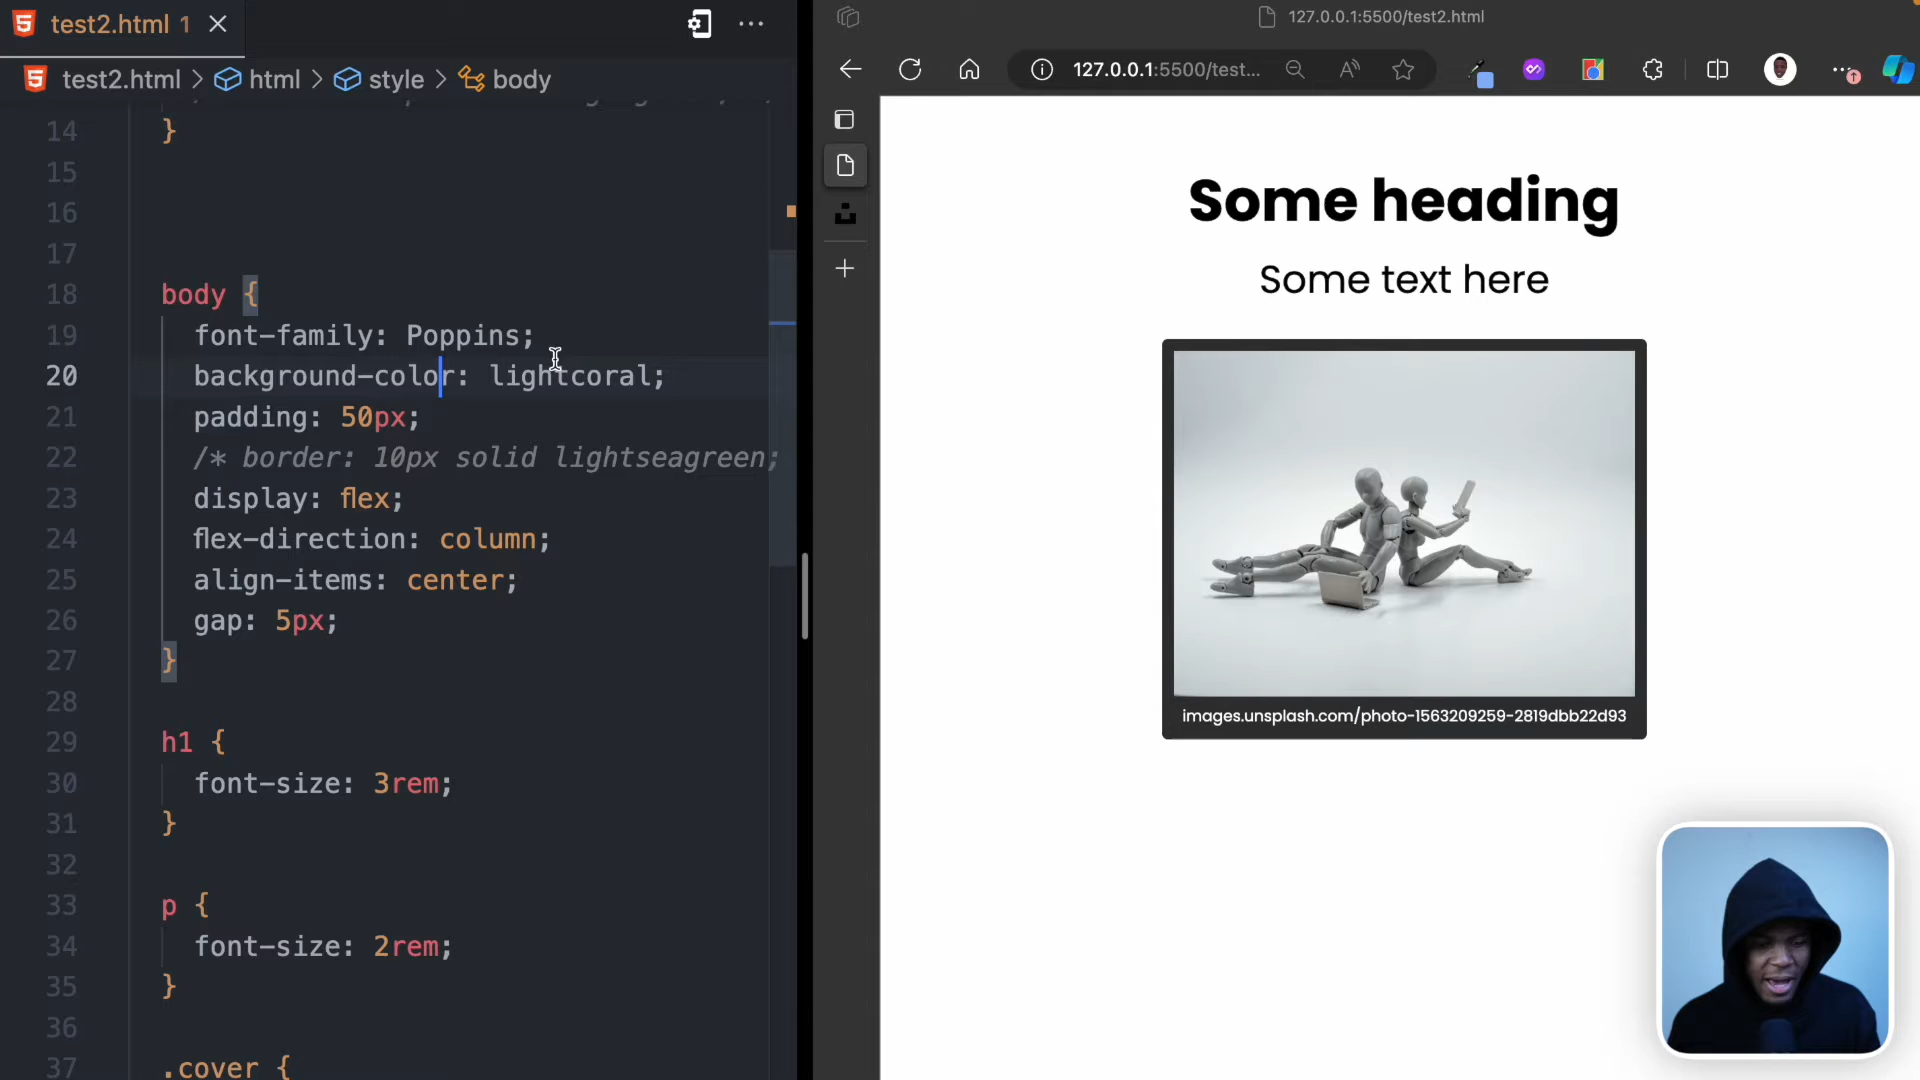 test2.html 1
test2.html > html > style > body
14 }
15
16
17
18 body {
19 font-family: Poppins;
20 background-color: lightcoral;
21 padding: 50px;
22 /* border: 10px solid lightseagreen;
23 display: flex;
24 flex-direction: column;
25 align-items: center;
26 gap: 5px;
27 }
28
29 h1 {
30 font-size: 3rem;
31 }
32
33 p {
34 font-size: 2rem;
35 }
36
37 .cover {
127.0.0.1:5500/test2.html
127.0.0.1:5500/test...
Some heading
Some text here
images.unsplash.com/photo-1563209259-2819dbb22d93